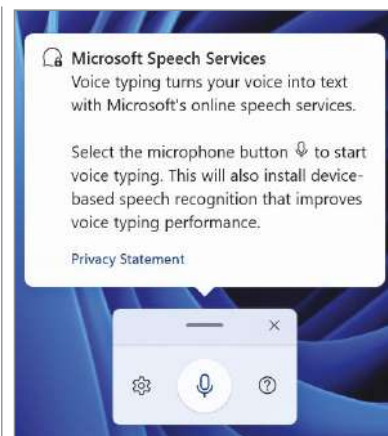 Microsoft Speech Services
Voice typing turns your voice into text
with Microsoft's online speech services.
Select the microphone button to start
voice typing. This will also install device-
based speech recognition that improves
voice typing performance.
Privacy Statement